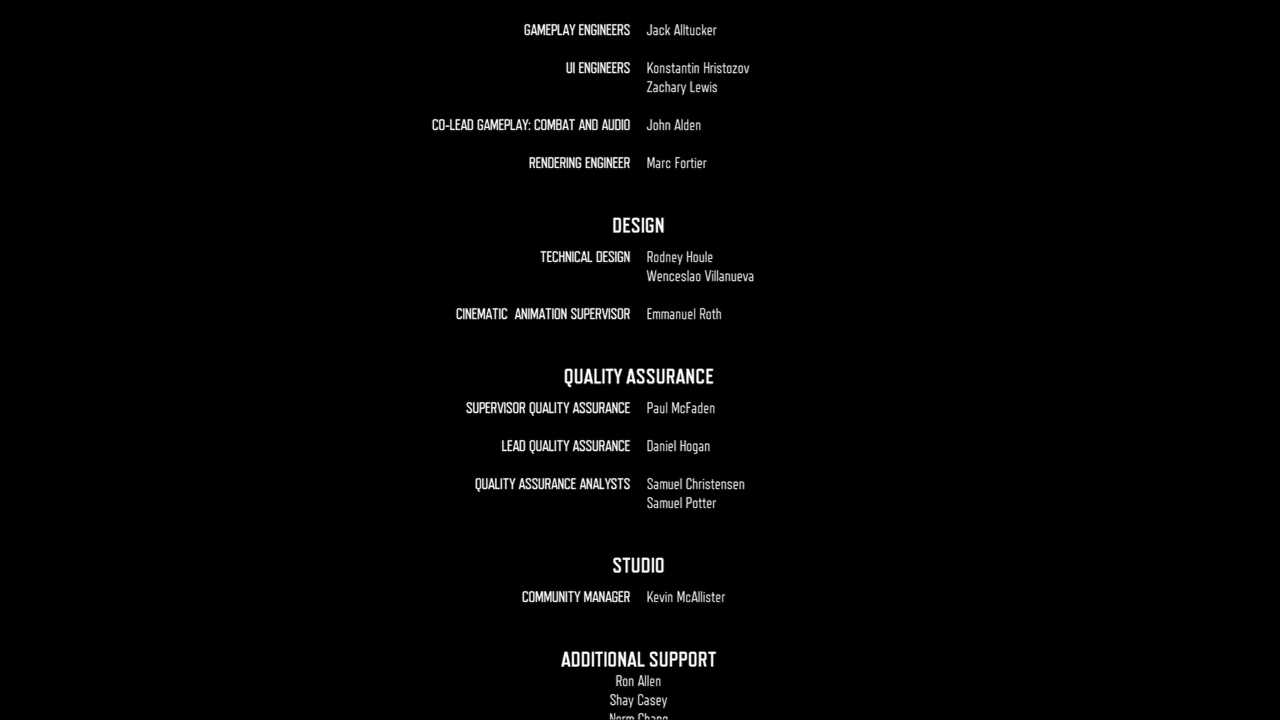 GAMEPLAY ENGINEERS Jack Alltucker
UI ENGINEERS Konstantin Hristozov
Zachary Lewis
CO-LEAD GAMEPLAY: COMBAT AND AUDIO John Alden
RENDERING ENGINEER Marc Fortier
DESIGN
TECHNICAL DESIGN Rodney Houle
Wenceslao Villanueva
CINEMATIC ANIMATION SUPERVISOR Emmanuel Roth
QUALITY ASSURANCE
SUPERVISOR QUALITY ASSURANCE Paul McFaden
LEAD QUALITY ASSURANCE Daniel Hogan
QUALITY ASSURANCE ANALYSTS Samuel Christensen
Samuel Potter
STUDIO
COMMUNITY MANAGER Kevin McAllister
ADDITIONAL SUPPORT
Ron Allen
Shay Casey